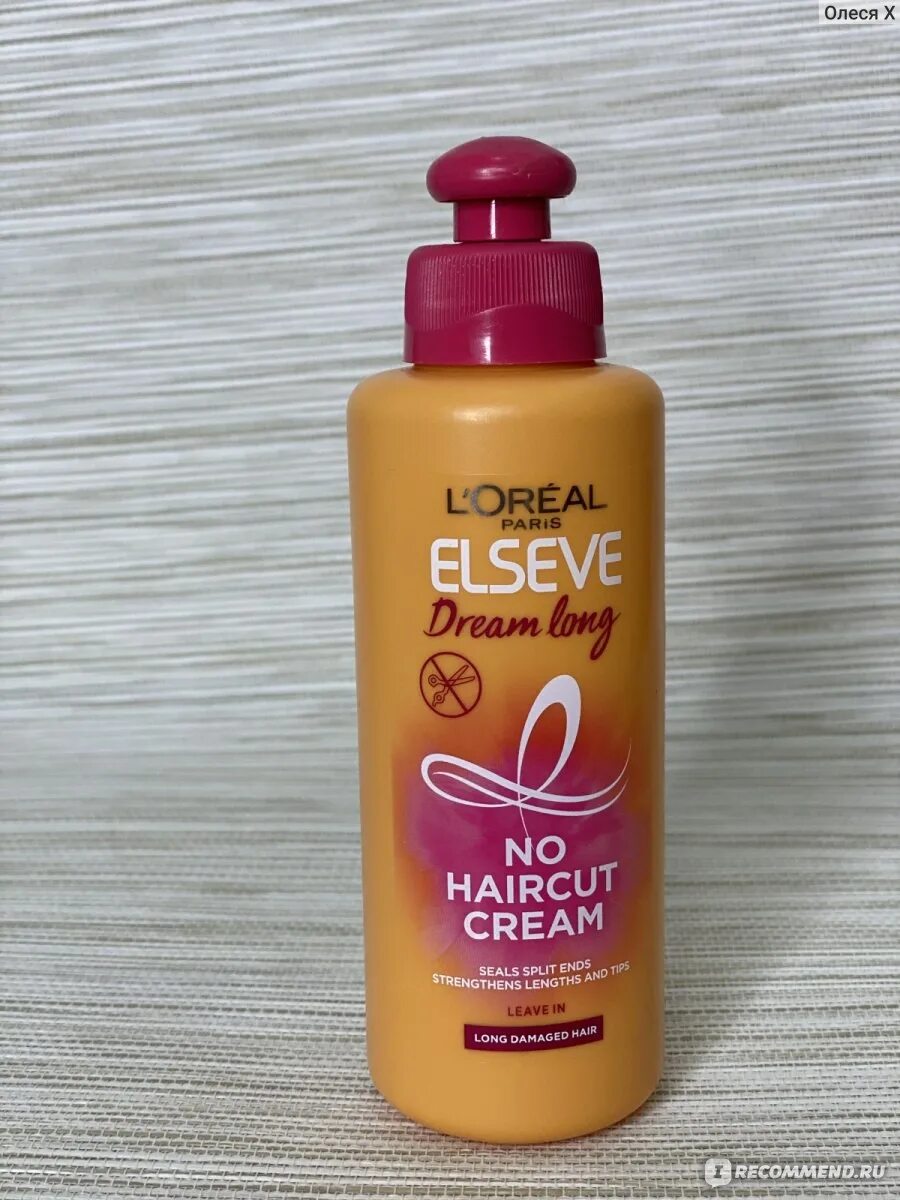 Олеся X
L'ORÉAL
PARIS
ELSEVE
Dream long
NO
HAIRCUT
CREAM
SEALS SPLIT ENDS
STRENGTHENS LENGTHS AND TIPS
LEAVE IN
LONG DAMAGED HAIR
IRECOMMEND.RU